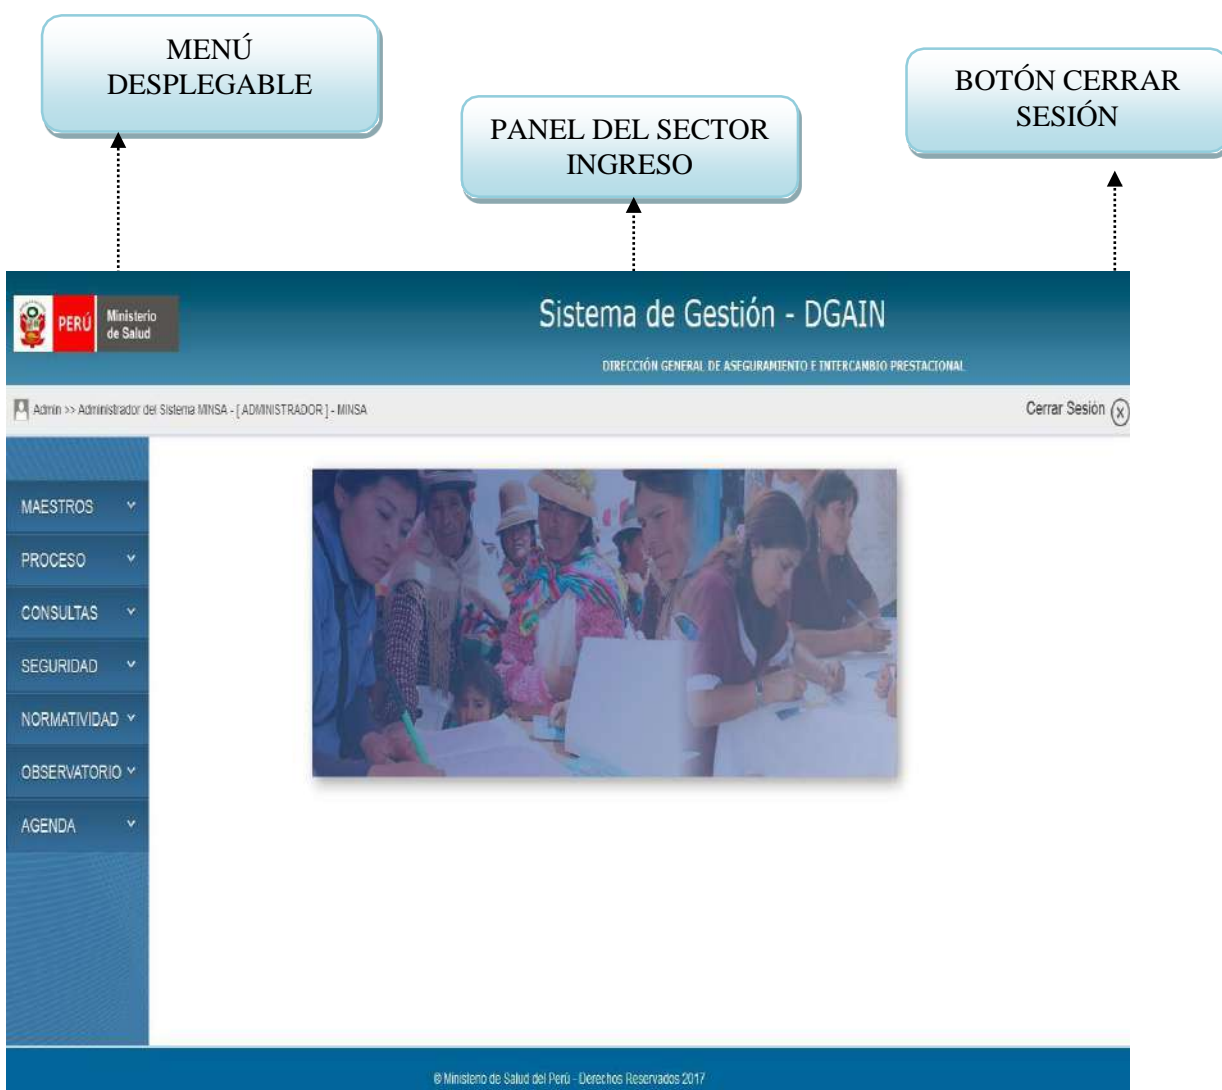 MENÚ
DESPLEGABLE
PANEL DEL SECTOR
INGRESO
BOTÓN CERRAR
SESIÓN
PERÚ
Ministerio
de Salud
Sistema de Gestión - DGAIN
DIRECCIÓN GENERAL DE ASEGURAMIENTO E INTERCAMBIO PRESTACIONAL
Admin >> Administrador del Sistema MINSA - [ ADMINISTRADOR ] - MINSA
Cerrar Sesión
MAESTROS
PROCESO
CONSULTAS
SEGURIDAD
NORMATIVIDAD
OBSERVATORIO
AGENDA
© Ministerio de Salud del Perú - Derechos Reservados 2017